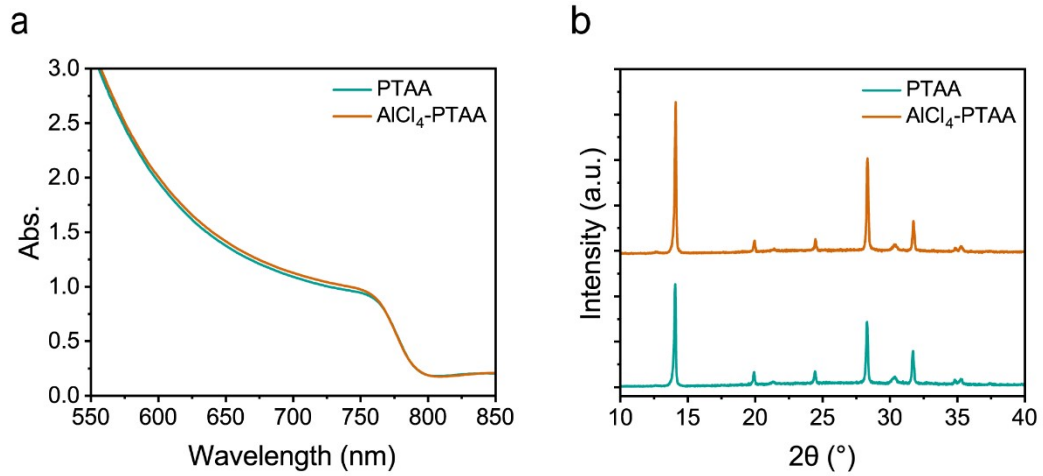 a
3.0
2.5
2.0
1.5
1.0
0.5
0.0
Abs.
PTAA
AlCl₄-PTAA
550 600 650 700 750 800 850
Wavelength (nm)
b
Intensity (a.u.)
PTAA
AlCl₄-PTAA
10 15 20 25 30 35 40
2θ (°)